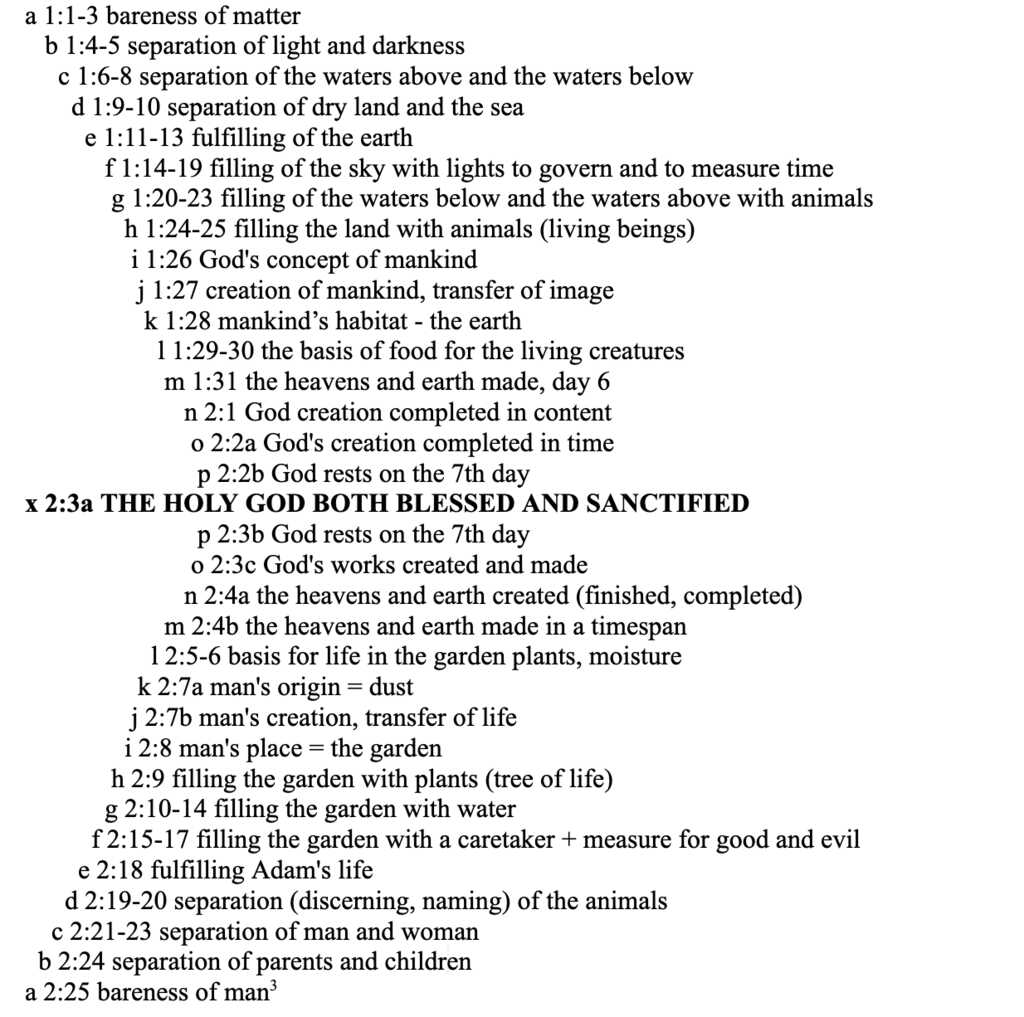 a 1:1-3 bareness of matter
b 1:4-5 separation of light and darkness
c 1:6-8 separation of the waters above and the waters below
d 1:9-10 separation of dry land and the sea
e 1:11-13 fulfilling of the earth
f 1:14-19 filling of the sky with lights to govern and to measure time
g 1:20-23 filling of the waters below and the waters above with animals
h 1:24-25 filling the land with animals (living beings)
i 1:26 God's concept of mankind
j 1:27 creation of mankind, transfer of image
k 1:28 mankind’s habitat - the earth
l 1:29-30 the basis of food for the living creatures
m 1:31 the heavens and earth made, day 6
n 2:1 God creation completed in content
o 2:2a God's creation completed in time
p 2:2b God rests on the 7th day
x 2:3a THE HOLY GOD BOTH BLESSED AND SANCTIFIED
p 2:3b God rests on the 7th day
o 2:3c God's works created and made
n 2:4a the heavens and earth created (finished, completed)
m 2:4b the heavens and earth made in a timespan
l 2:5-6 basis for life in the garden plants, moisture
k 2:7a man's origin = dust
j 2:7b man's creation, transfer of life
i 2:8 man's place = the garden
h 2:9 filling the garden with plants (tree of life)
g 2:10-14 filling the garden with water
f 2:15-17 filling the garden with a caretaker + measure for good and evil
e 2:18 fulfilling Adam's life
d 2:19-20 separation (discerning, naming) of the animals
c 2:21-23 separation of man and woman
b 2:24 separation of parents and children
a 2:25 bareness of man³